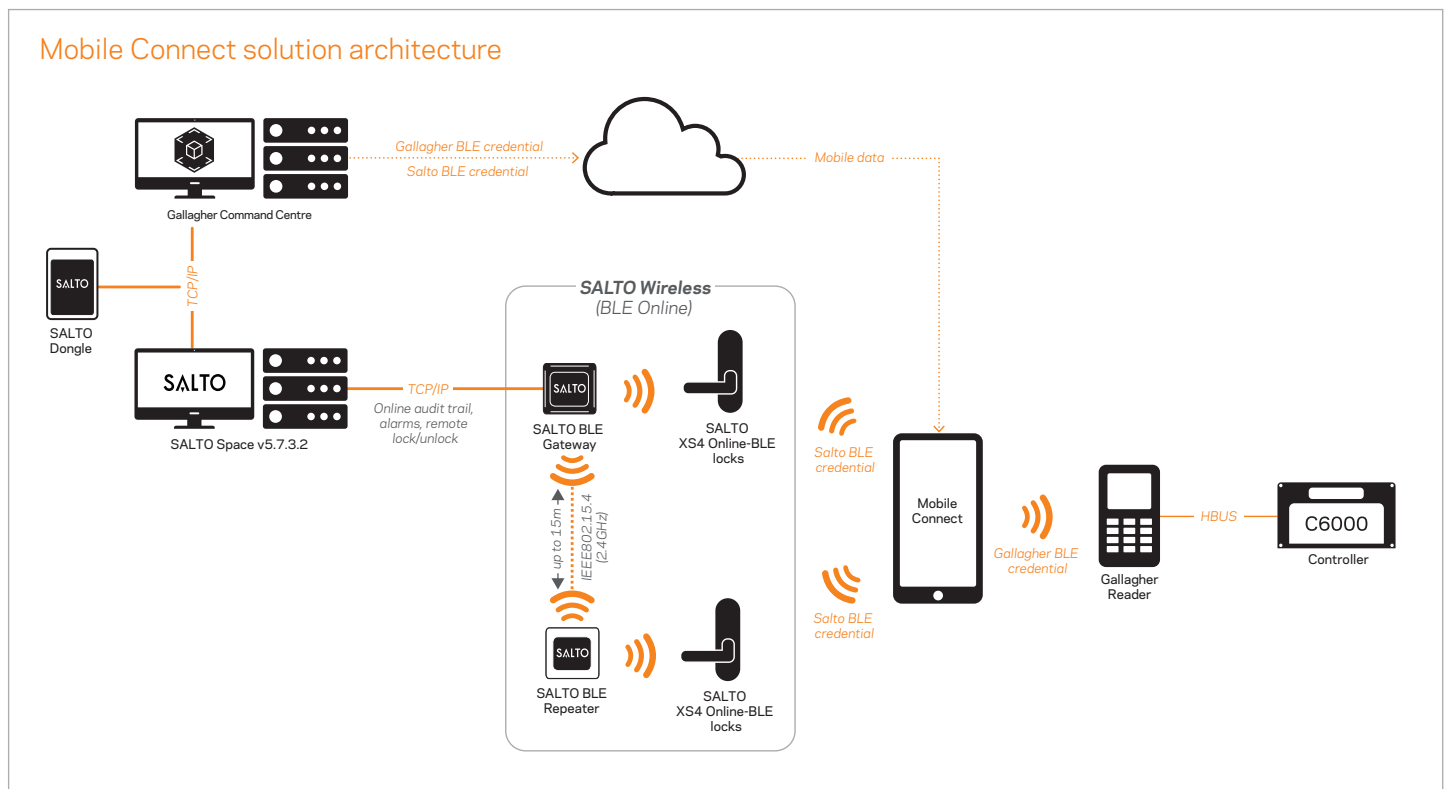 Mobile Connect solution architecture
Gallagher BLE credential
Salto BLE credential
Mobile data
Gallagher Command Centre
TCP/IP
SALTO
SALTO
Dongle
SALTO
SALTO Space v5.7.3.2
TCP/IP
Online audit trail,
alarms, remote
lock/unlock
SALTO Wireless
(BLE Online)
SALTO
SALTO BLE
Gateway
SALTO
XS4 Online-BLE
locks
up to 15m
IEEE802.15.4
(2.4GHz)
SALTO
SALTO BLE
Repeater
SALTO
XS4 Online-BLE
locks
Salto BLE
credential
Salto BLE
credential
Mobile
Connect
Gallagher BLE
credential
Gallagher
Reader
HBUS
C6000
Controller